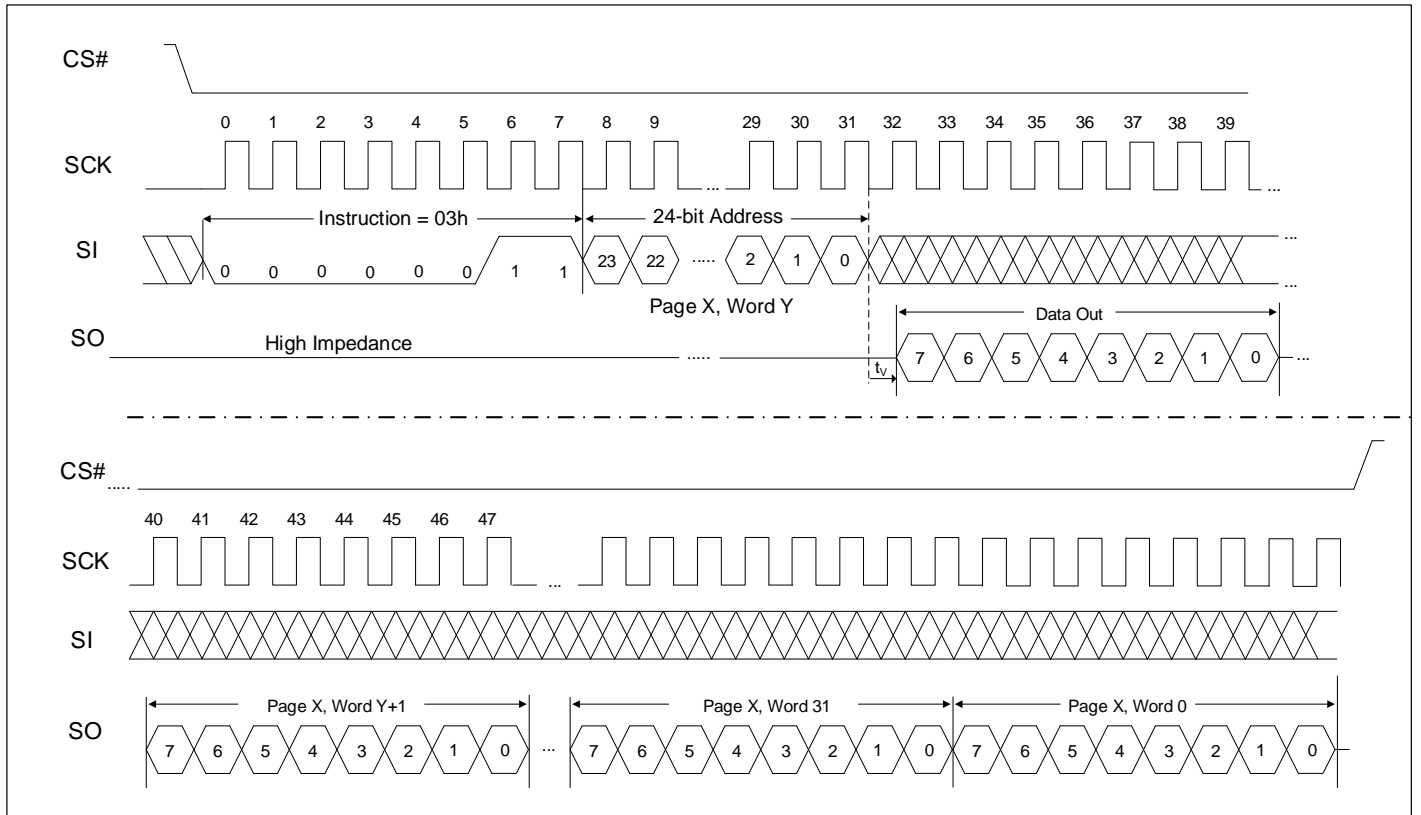 CS#
0 1 2 3 4 5 6 7 8 9 29 30 31 32 33 34 35 36 37 38 39
SCK ... ...
Instruction = 03h 24-bit Address
SI 0 0 0 0 0 0 1 1 23 22 ..... 2 1 0 ... ...
Page X, Word Y Data Out
SO High Impedance ..... tV 7 6 5 4 3 2 1 0 ...
CS# .....
40 41 42 43 44 45 46 47
SCK ...
SI
Page X, Word Y+1 Page X, Word 31 Page X, Word 0
SO 7 6 5 4 3 2 1 0 ... 7 6 5 4 3 2 1 0 7 6 5 4 3 2 1 0